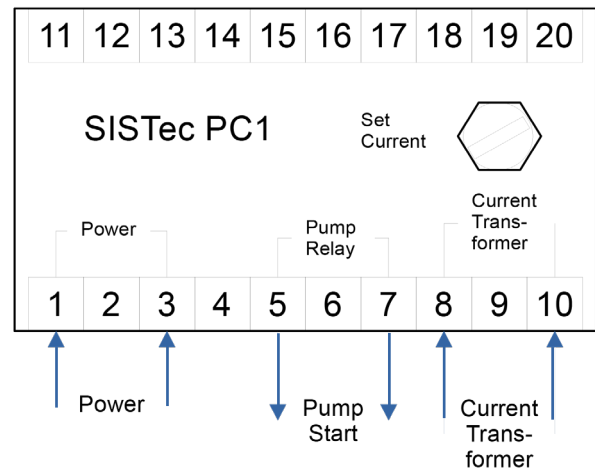 11 12 13 14 15 16 17 18 19 20
SISTec PC1
Set
Current
Power
Pump
Relay
Current
Trans-
former
1 2 3 4 5 6 7 8 9 10
Power
Pump
Start
Current
Trans-
former